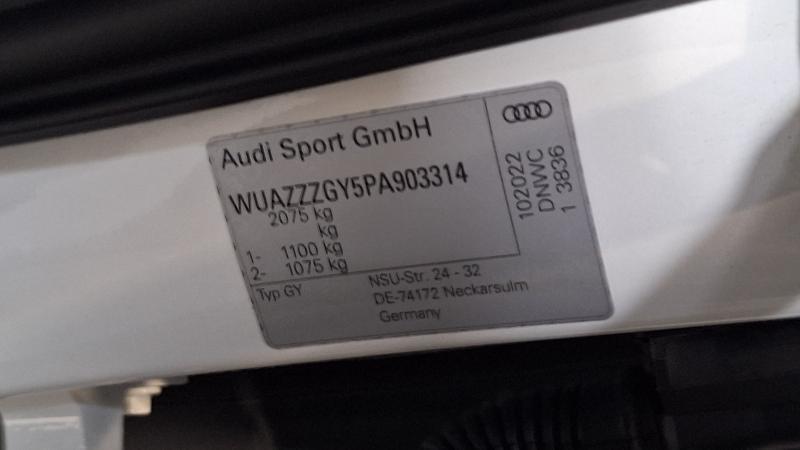 Audi Sport GmbH
WUAZZZGY5PA903314
2075 kg
kg
1- 1100 kg
2- 1075 kg
Typ GY
NSU-Str. 24 - 32
DE-74172 Neckarsulm
Germany
102022
DNWC
1 3836